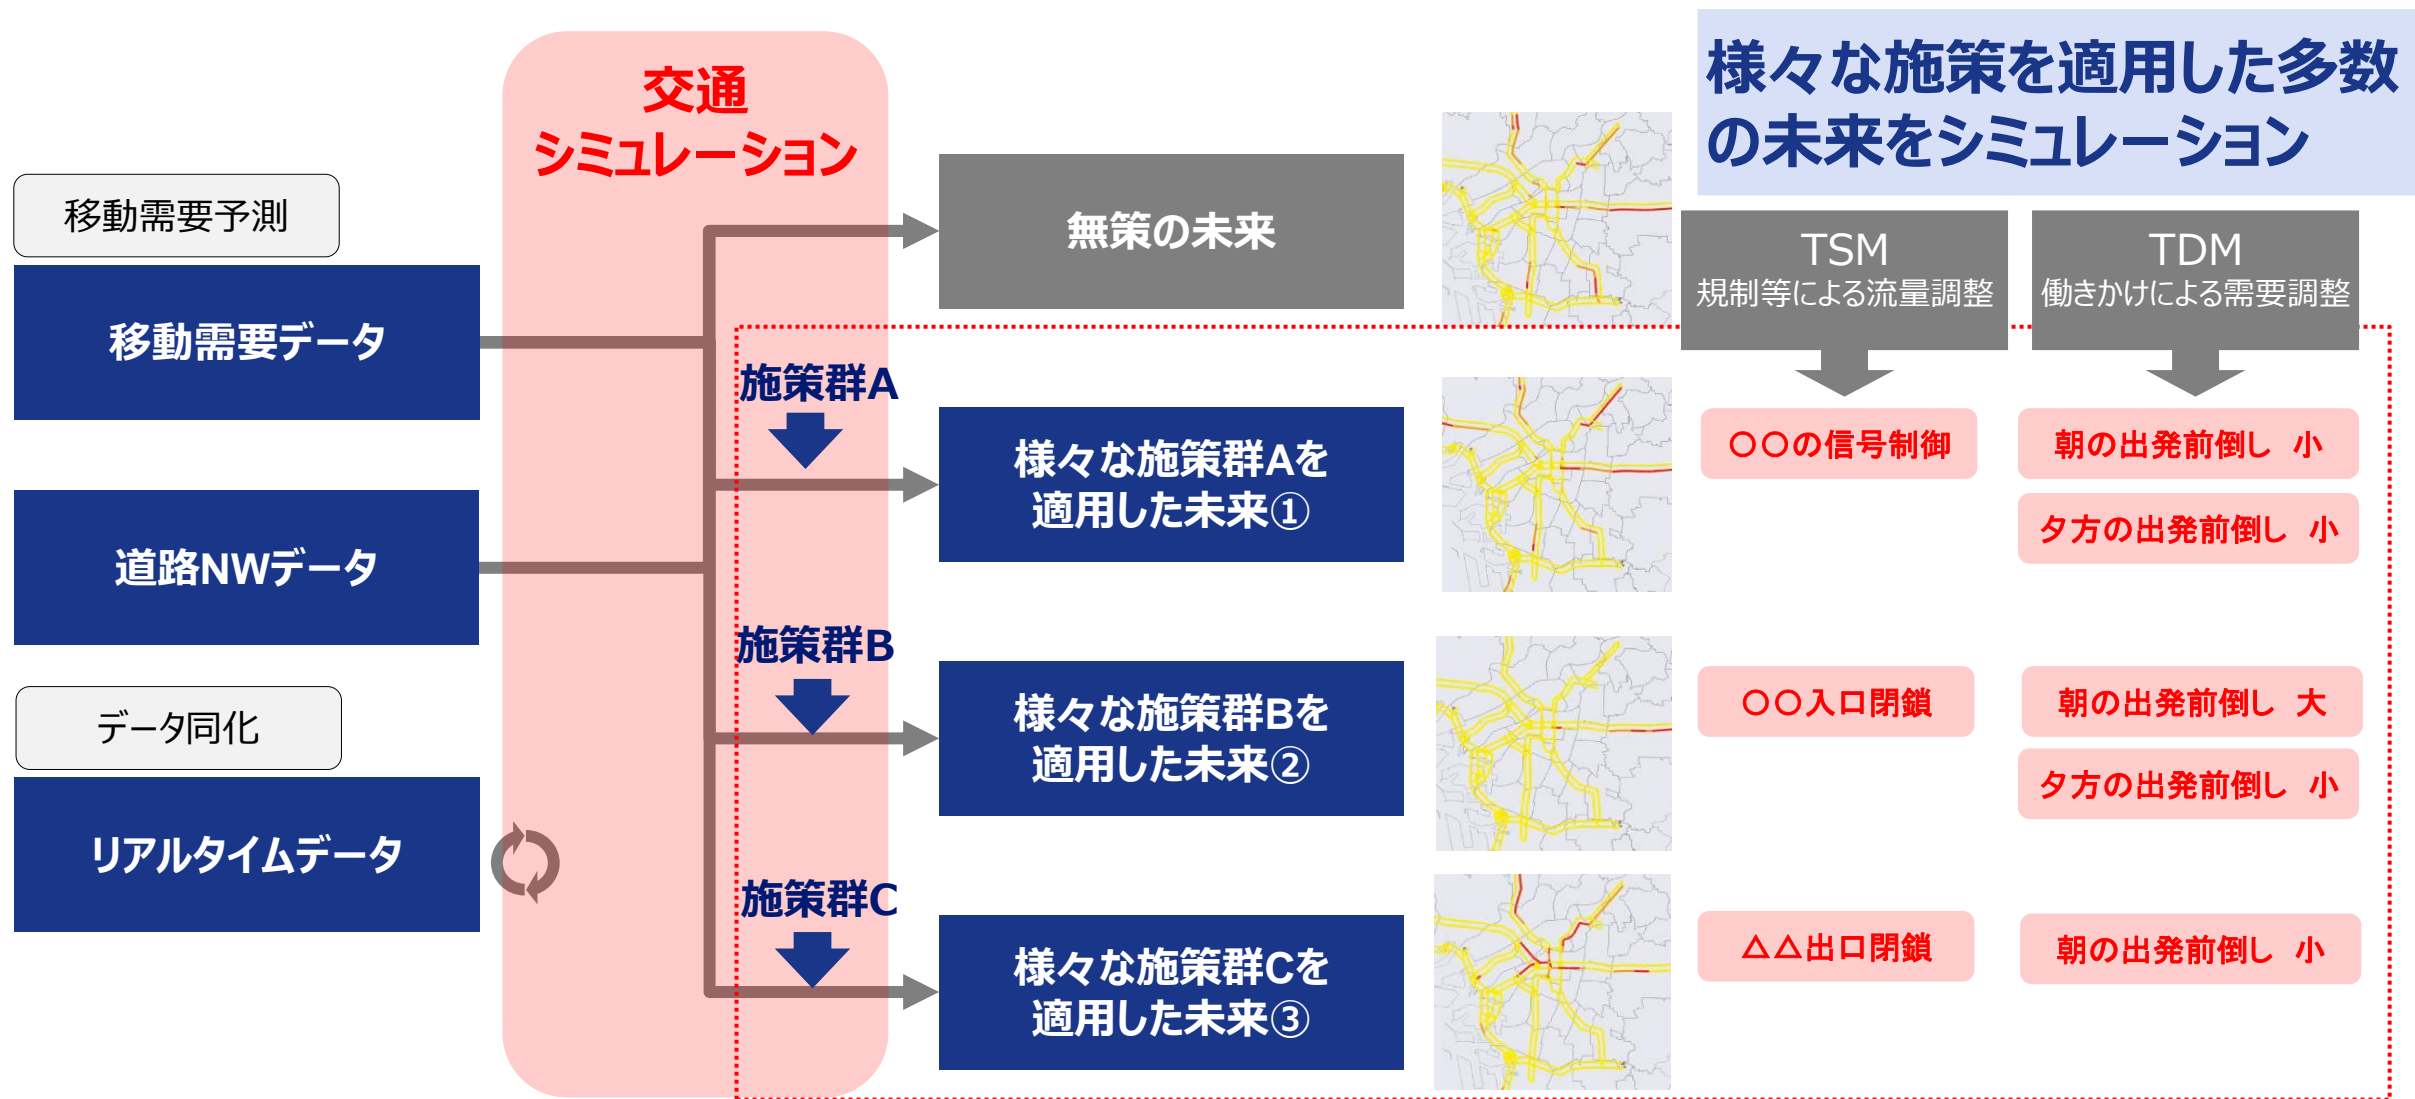 様々な施策を適用した多数
の未来をシミュレーション
交通
シミュレーション
移動需要予測
移動需要データ
道路NWデータ
データ同化
リアルタイムデータ
無策の未来
施策群A
様々な施策群Aを
適用した未来①
施策群B
様々な施策群Bを
適用した未来②
施策群C
様々な施策群Cを
適用した未来③
TSM
規制等による流量調整
TDM
働きかけによる需要調整
〇〇の信号制御
朝の出発前倒し 小
夕方の出発前倒し 小
〇〇入口閉鎖
朝の出発前倒し 大
夕方の出発前倒し 小
△△出口閉鎖
朝の出発前倒し 小